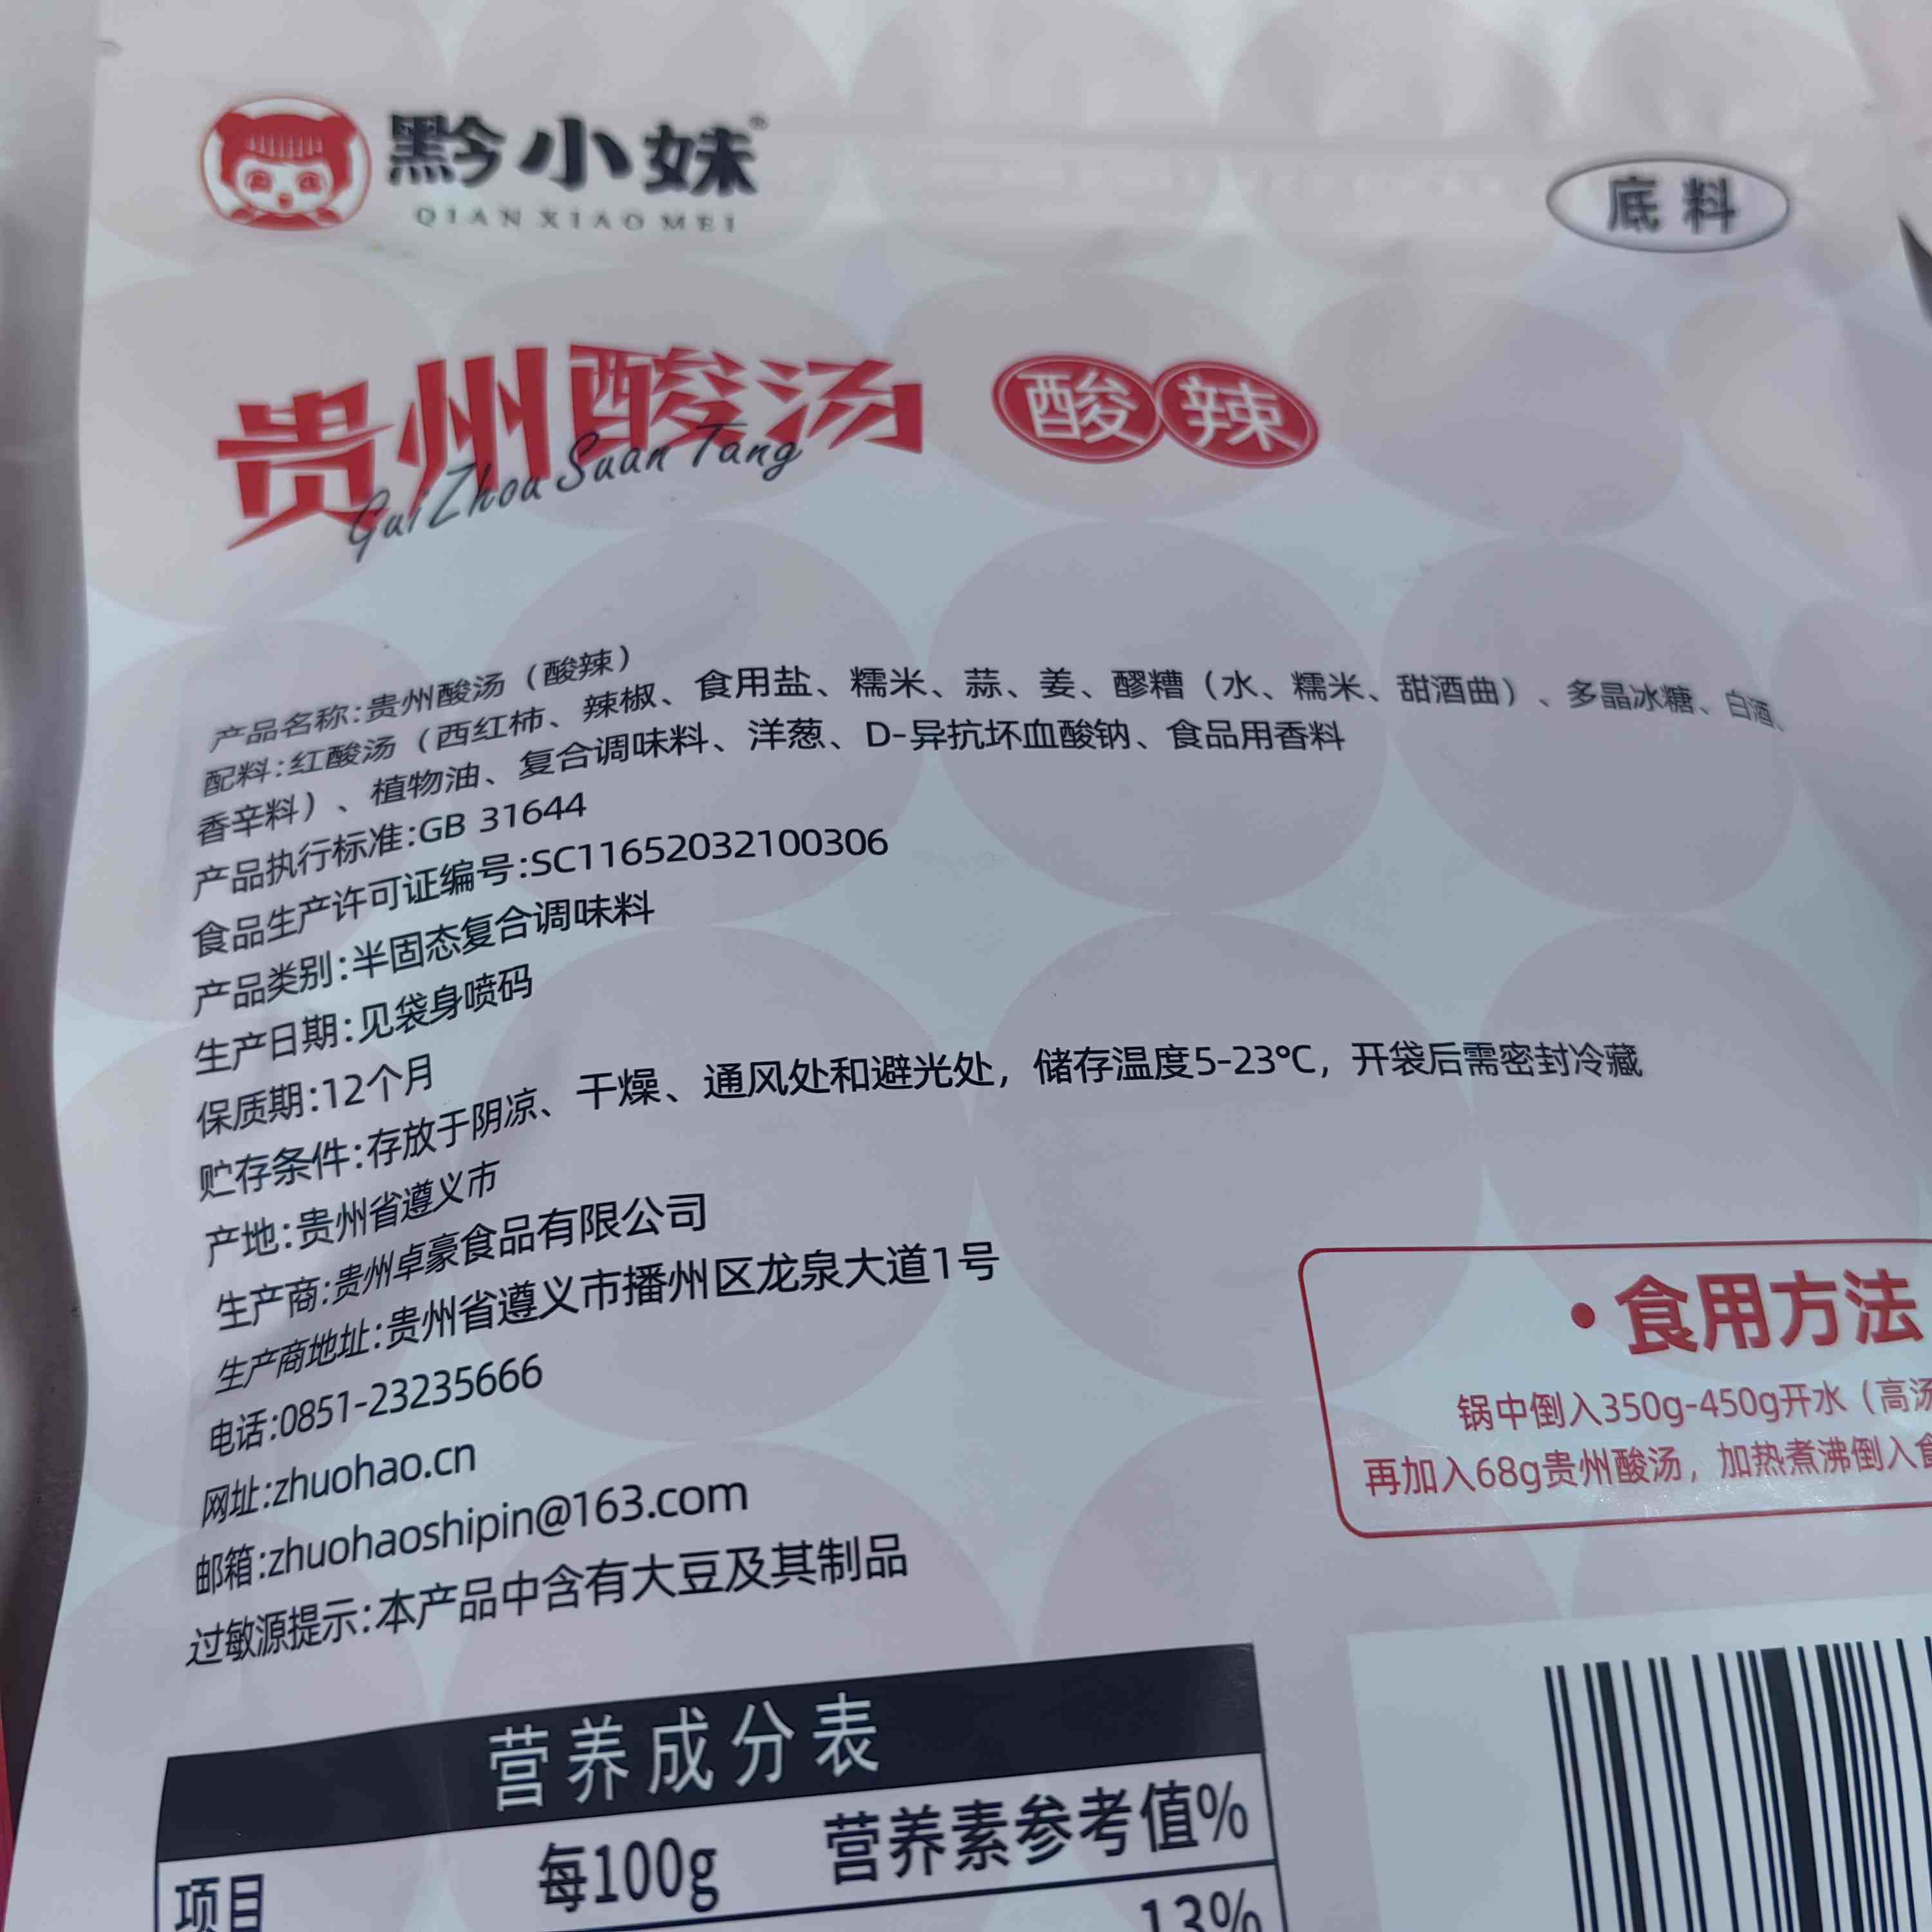 黔小妹®
QIAN XIAO MEI
底料
贵州酸汤
GuiZhou Suan Tang
酸辣
产品名称:贵州酸汤（酸辣）
配料:红酸汤（西红柿、辣椒、食用盐、糯米、蒜、姜、醪糟（水、糯米、甜酒曲）、多晶冰糖、白酒、
香辛料）、植物油、复合调味料、洋葱、D-异抗坏血酸钠、食品用香料
产品执行标准:GB 31644
食品生产许可证编号:SC11652032100306
产品类别:半固态复合调味料
生产日期:见袋身喷码
保质期:12个月
贮存条件:存放于阴凉、干燥、通风处和避光处，储存温度5-23℃，开袋后需密封冷藏
产地:贵州省遵义市
生产商:贵州卓豪食品有限公司
生产商地址:贵州省遵义市播州区龙泉大道1号
电话:0851-23235666
网址:zhuohao.cn
邮箱:zhuohaoshipin@163.com
过敏源提示:本产品中含有大豆及其制品
•食用方法
锅中倒入350g-450g开水（高汤
再加入68g贵州酸汤，加热煮沸倒入食
营养成分表
项目 每100g 营养素参考值%
13%